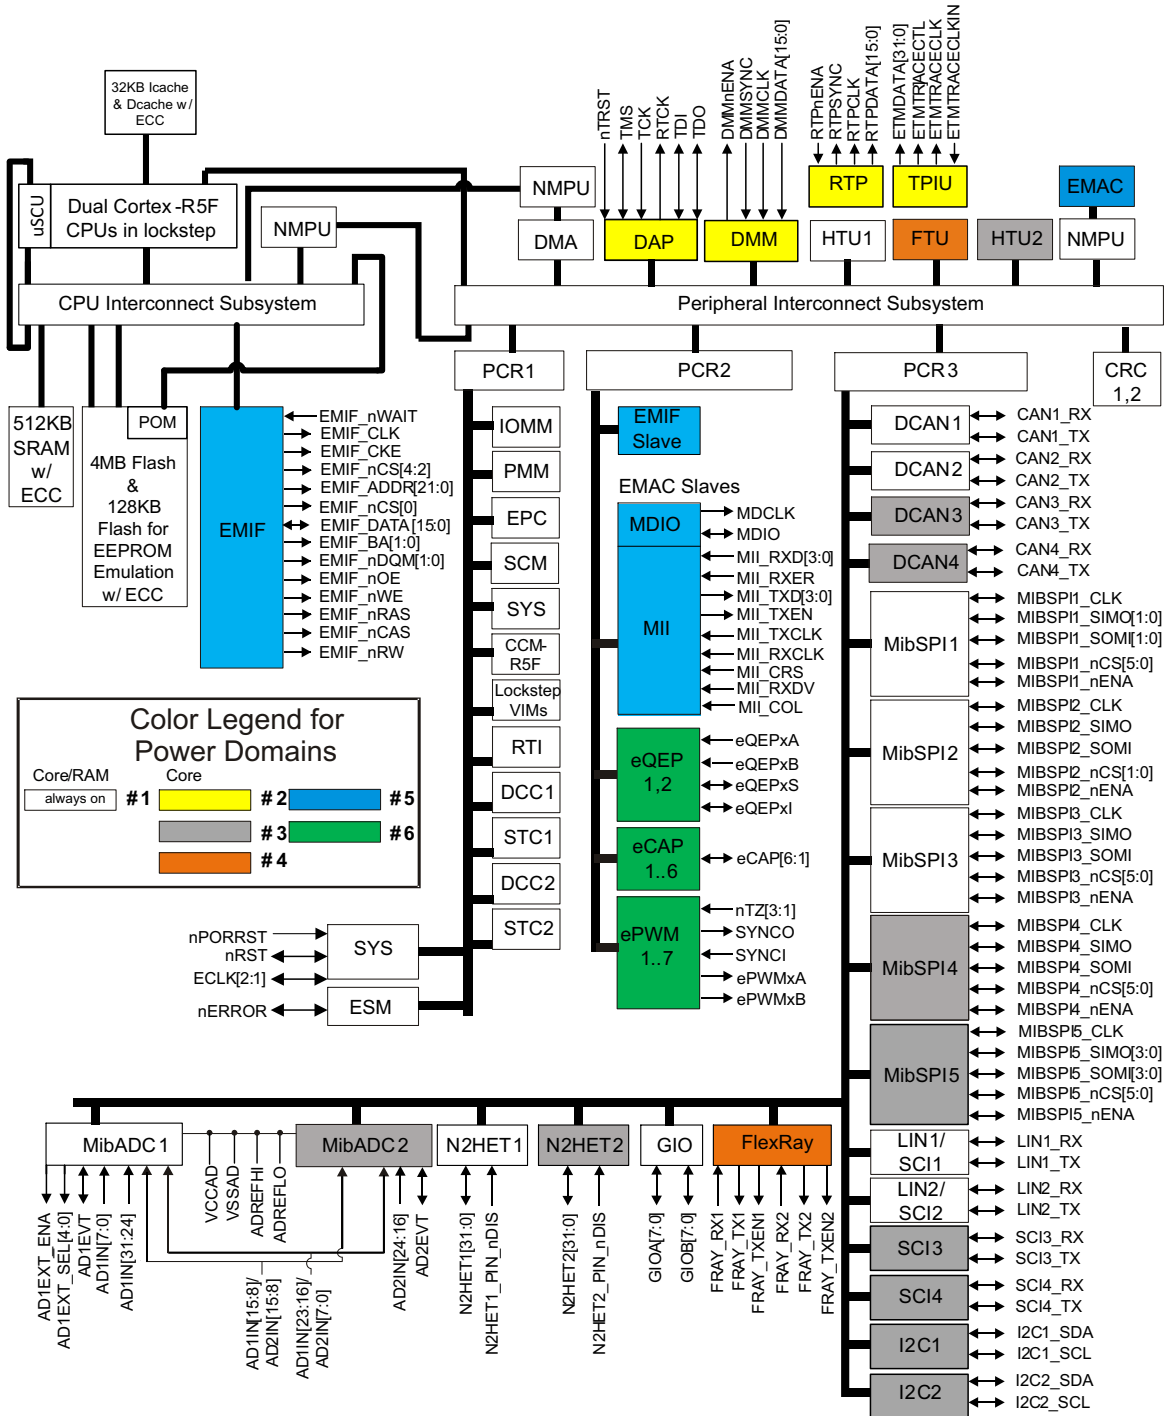 32KB Icache
& Dcache w/
ECC
uSCU
Dual Cortex -R5F
CPUs in lockstep
NMPU
CPU Interconnect Subsystem
nTRST
TMS
TCK
RTCK
TDI
TDO
DMMnENA
DMMSYNC
DMMCLK
DMMDATA[15:0]
RTPnENA
RTPSYNC
RTPCLK
RTPDATA[15:0]
ETMDATA[31:0]
ETMTRACECTL
ETMTRACECLK
ETMTRACECLKIN
NMPU
DMA
DAP
DMM
RTP
HTU1
TPIU
FTU
HTU2
EMAC
NMPU
Peripheral Interconnect Subsystem
PCR1
PCR2
PCR3
CRC
1,2
512KB
SRAM
w/
ECC
POM
4MB Flash
&
128KB
Flash for
EEPROM
Emulation
w/ ECC
EMIF
EMIF_nWAIT
EMIF_CLK
EMIF_CKE
EMIF_nCS[4:2]
EMIF_ADDR[21:0]
EMIF_nCS[0]
EMIF_DATA[15:0]
EMIF_BA[1:0]
EMIF_nDQM[1:0]
EMIF_nOE
EMIF_nWE
EMIF_nRAS
EMIF_nCAS
EMIF_nRW
IOMM
PMM
EPC
SCM
SYS
CCM-
R5F
Lockstep
VIMs
RTI
DCC1
STC1
DCC2
STC2
EMIF
Slave
EMAC Slaves
MDIO
MII
MDCLK
MDIO
MII_RXD[3:0]
MII_RXER
MII_TXD[3:0]
MII_TXEN
MII_TXCLK
MII_RXCLK
MII_CRS
MII_RXDV
MII_COL
eQEP
1,2
eQEPxA
eQEPxB
eQEPxS
eQEPxI
eCAP
1..6
eCAP[6:1]
ePWM
1..7
nTZ[3:1]
SYNCO
SYNCI
ePWMxA
ePWMxB
DCAN1
CAN1_RX
CAN1_TX
DCAN2
CAN2_RX
CAN2_TX
DCAN3
CAN3_RX
CAN3_TX
DCAN4
CAN4_RX
CAN4_TX
MibSPI1
MIBSPI1_CLK
MIBSPI1_SIMO[1:0]
MIBSPI1_SOMI[1:0]
MIBSPI1_nCS[5:0]
MIBSPI1_nENA
MibSPI2
MIBSPI2_CLK
MIBSPI2_SIMO
MIBSPI2_SOMI
MIBSPI2_nCS[1:0]
MIBSPI2_nENA
MibSPI3
MIBSPI3_CLK
MIBSPI3_SIMO
MIBSPI3_SOMI
MIBSPI3_nCS[5:0]
MIBSPI3_nENA
MibSPI4
MIBSPI4_CLK
MIBSPI4_SIMO
MIBSPI4_SOMI
MIBSPI4_nCS[5:0]
MIBSPI4_nENA
MibSPI5
MIBSPI5_CLK
MIBSPI5_SIMO[3:0]
MIBSPI5_SOMI[3:0]
MIBSPI5_nCS[5:0]
MIBSPI5_nENA
LIN1/
SCI1
LIN1_RX
LIN1_TX
LIN2/
SCI2
LIN2_RX
LIN2_TX
SCI3
SCI3_RX
SCI3_TX
SCI4
SCI4_RX
SCI4_TX
I2C1
I2C1_SDA
I2C1_SCL
I2C2
I2C2_SDA
I2C2_SCL
Color Legend for
Power Domains
Core/RAM
Core
always on
#1
#2
#5
#3
#6
#4
nPORRST
nRST
ECLK[2:1]
SYS
nERROR
ESM
MibADC1
MibADC2
N2HET1
N2HET2
GIO
FlexRay
AD1EXT_ENA
AD1EXT_SEL[4:0]
AD1EVT
AD1IN[7:0]
AD1IN[31:24]
VCCAD
VSSAD
ADREFHI
ADREFLO
AD1IN[15:8]/
AD2IN[15:8]
AD1IN[23:16]/
AD2IN[7:0]
AD2IN[24:16]
AD2EVT
N2HET1[31:0]
N2HET1_PIN_nDIS
N2HET2[31:0]
N2HET2_PIN_nDIS
GIOA[7:0]
GIOB[7:0]
FRAY_RX1
FRAY_TX1
FRAY_TXEN1
FRAY_RX2
FRAY_TX2
FRAY_TXEN2